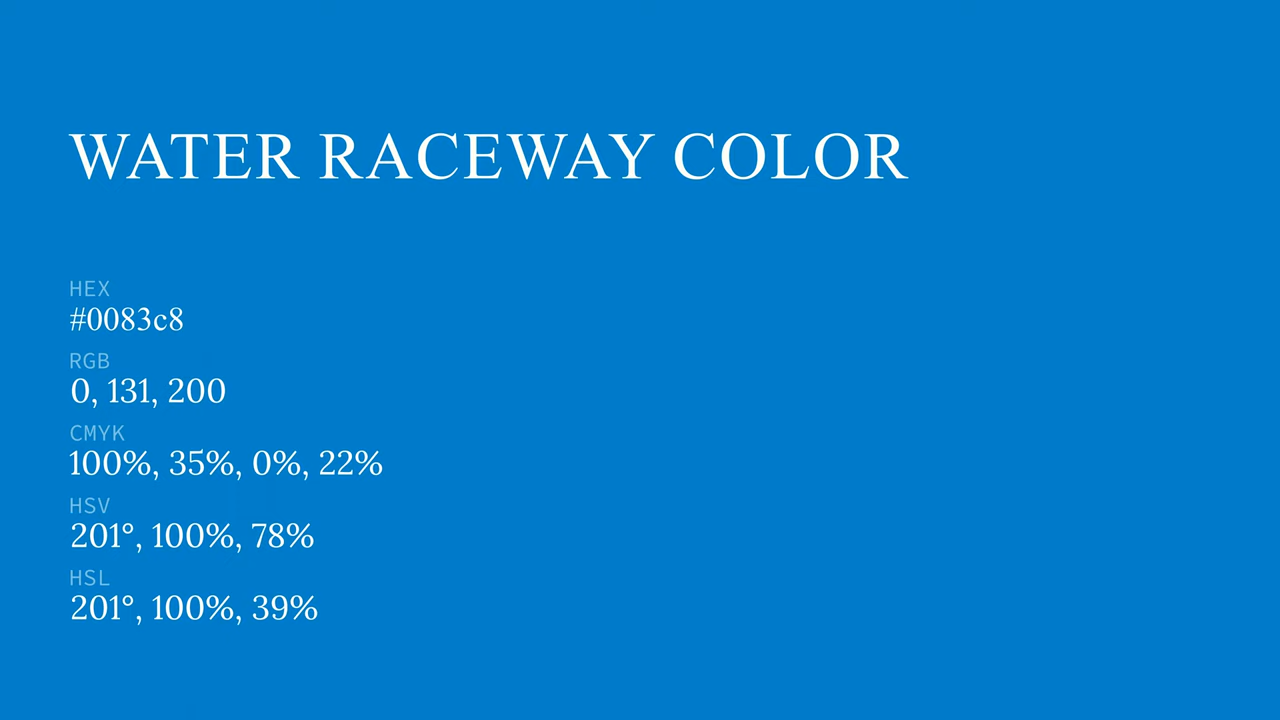 WATER RACEWAY COLOR
HEX
#0083c8
RGB
0, 131, 200
CMYK
100%, 35%, 0%, 22%
HSV
201°, 100%, 78%
HSL
201°, 100%, 39%